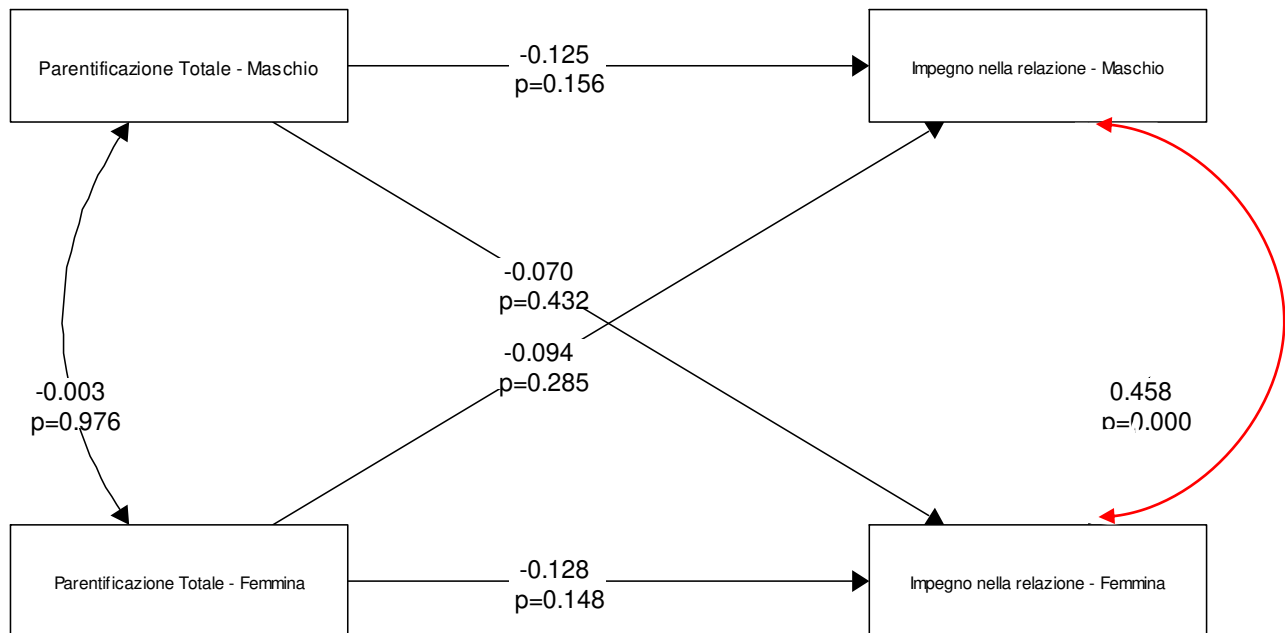 Parentificazione Totale - Maschio
-0.125
p=0.156
Impegno nella relazione - Maschio
-0.070
p=0.432
-0.094
p=0.285
-0.003
p=0.976
0.458
p=0.000
Parentificazione Totale - Femmina
-0.128
p=0.148
Impegno nella relazione - Femmina